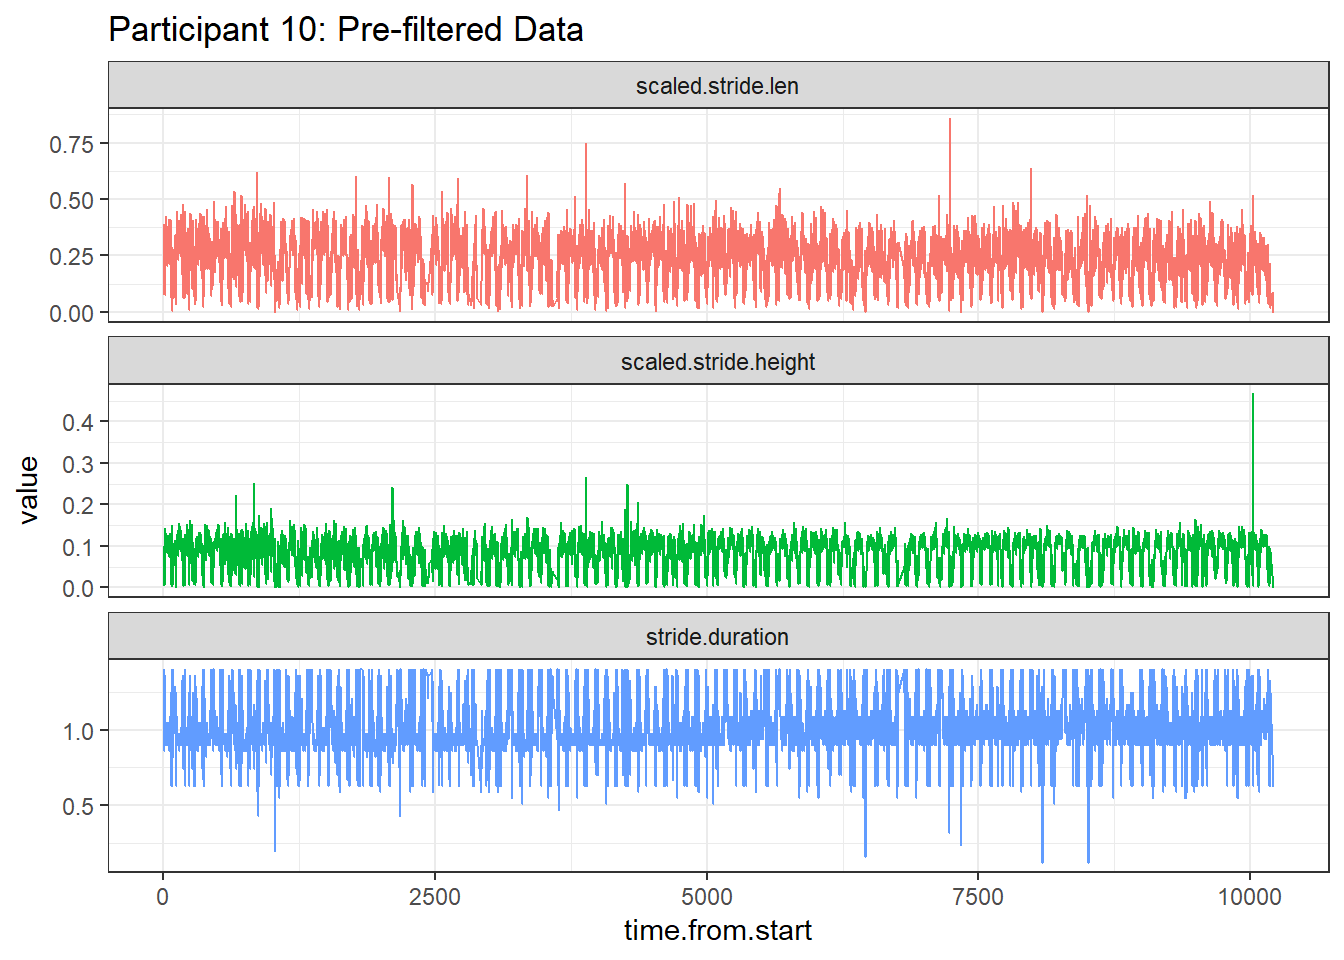 Participant 10: Pre-filtered Data
scaled.stride.len
0.75
0.50
0.25
0.00
scaled.stride.height
0.4
0.3
0.2
0.1
0.0
value
stride.duration
1.0
0.5
0 2500 5000 7500 10000
time.from.start